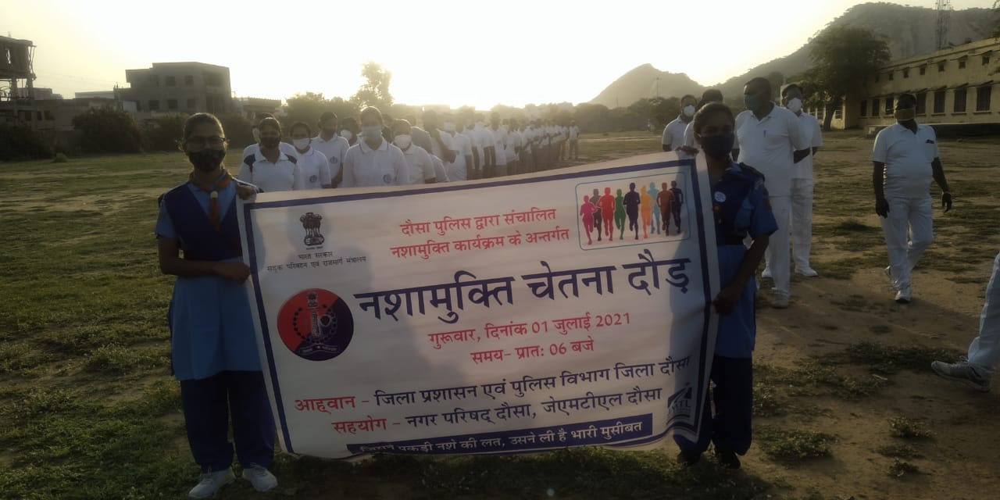 दौसा पुलिस द्वारा संचालित
नशामुक्ति कार्यक्रम के अन्तर्गत
भारत सरकार
सड़क परिवहन एवं राजमार्ग मंत्रालय
नशामुक्ति चेतना दौड़
गुरूवार, दिनांक 01 जुलाई 2021
समय– प्रातः 06 बजे
आह्वान – जिला प्रशासन एवं पुलिस विभाग जिला दौसा
सहयोग – नगर परिषद् दौसा, जेएमटीएल दौसा
जिसने पकड़ी नशे की लत, उसने ली है भारी मुसीबत